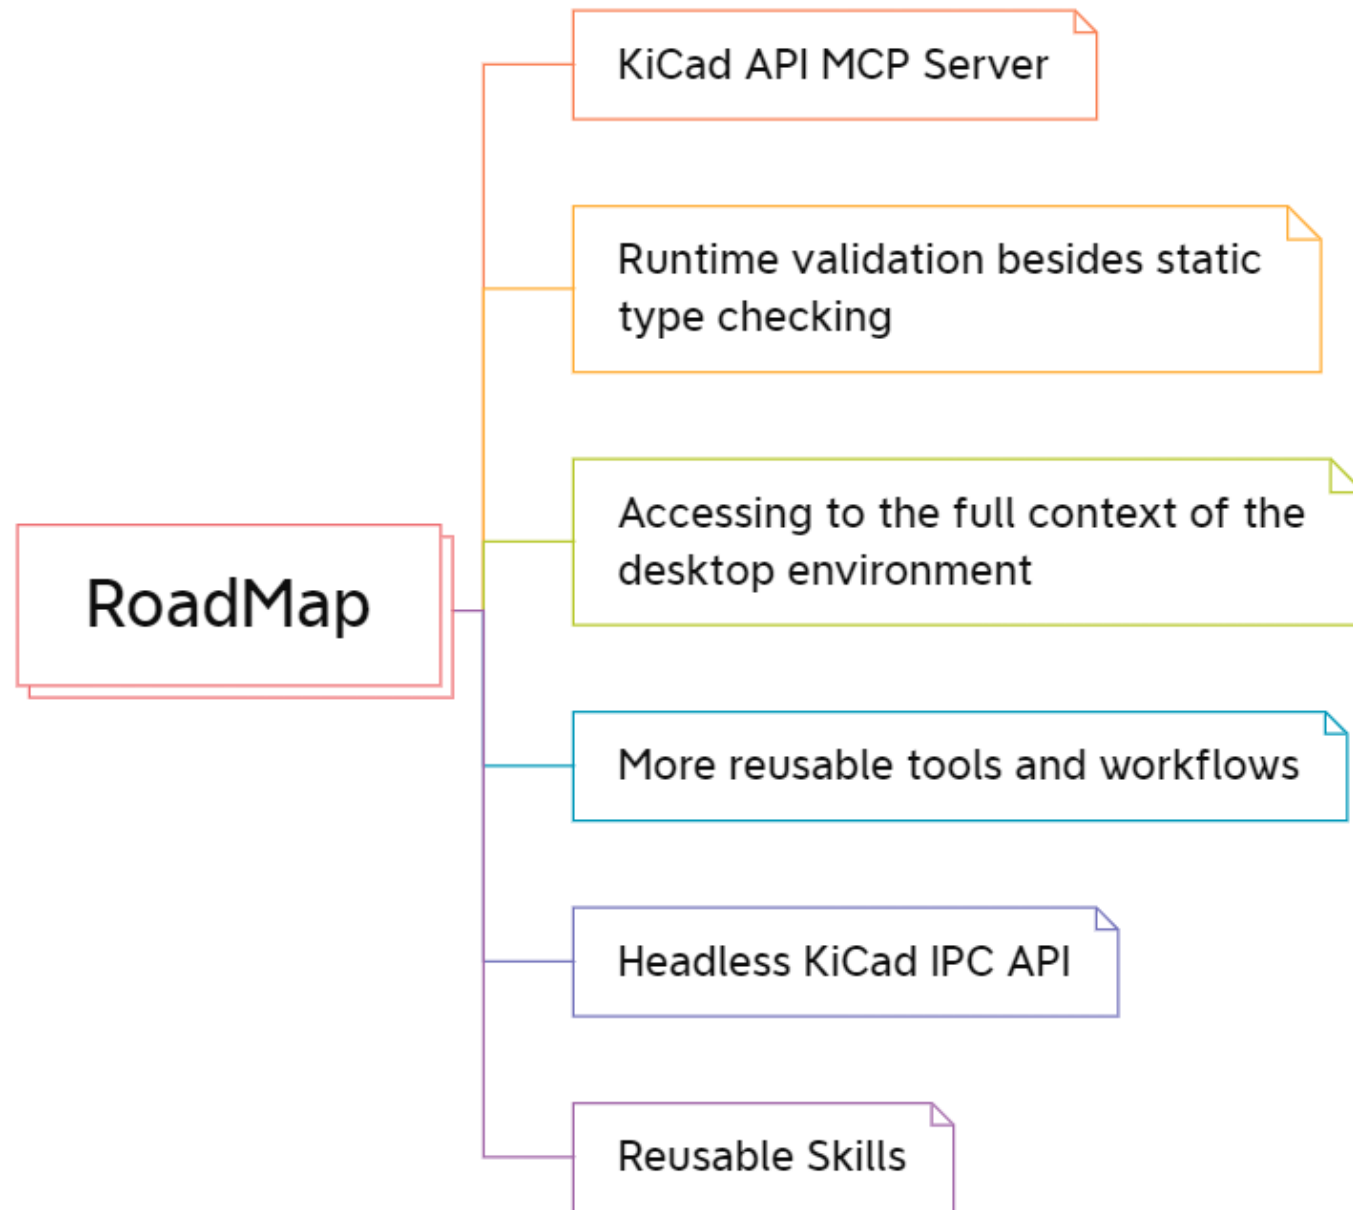 KiCad API MCP Server
Runtime validation besides static
type checking
Accessing to the full context of the
desktop environment
RoadMap
More reusable tools and workflows
Headless KiCad IPC API
Reusable Skills